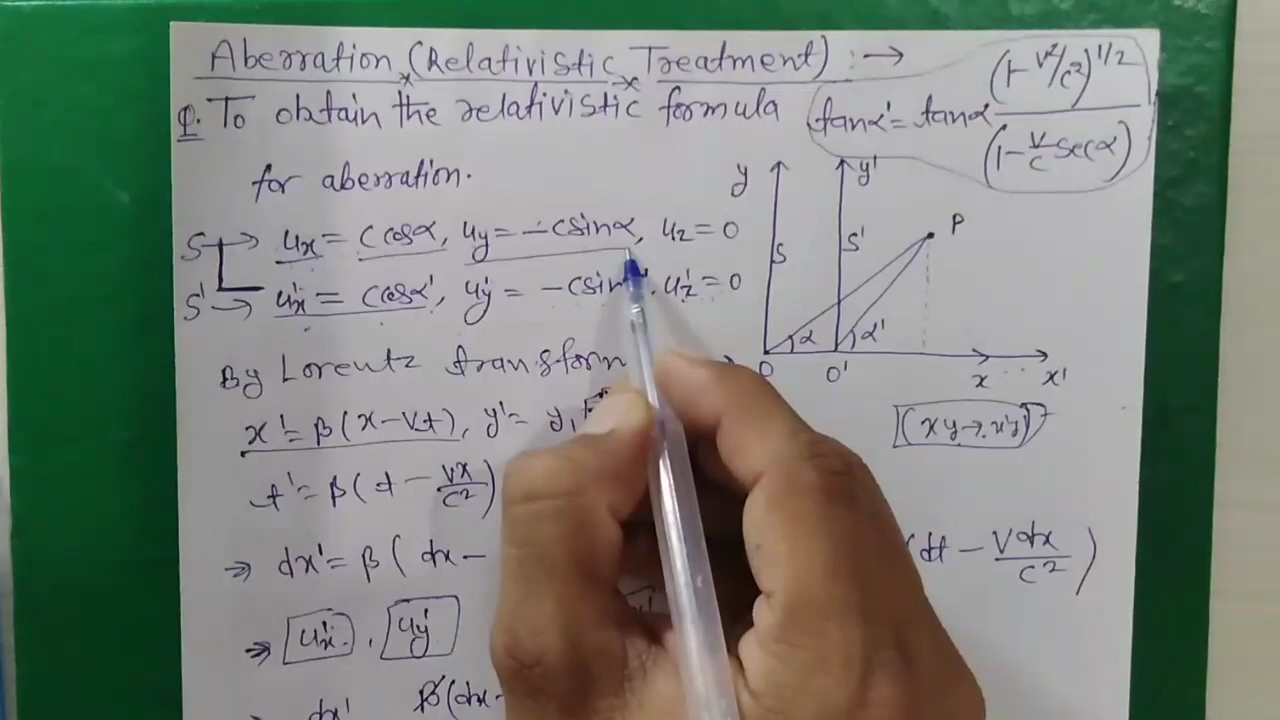 Aberration (Relativistic Treatment) : →
Q. To obtain the relativistic formula tanα' = tanα (1 - v²/c²)^1/2 / (1 - v/c secα)
for aberration.
S → ux = c cosα, uy = -c sinα, uz = 0
S' → u'x = c cosα', u'y = -c sin , u'z = 0
y y'
S S' P
α α'
O O' x x'
By Lorentz transform
x' = β(x - vt), y' = y,
(xy → x'y')
t' = β(t - vx/c²)
⇒ dx' = β(dx - (dt - vdx/c²)
⇒ u'x , u'y
dx' β(dx -